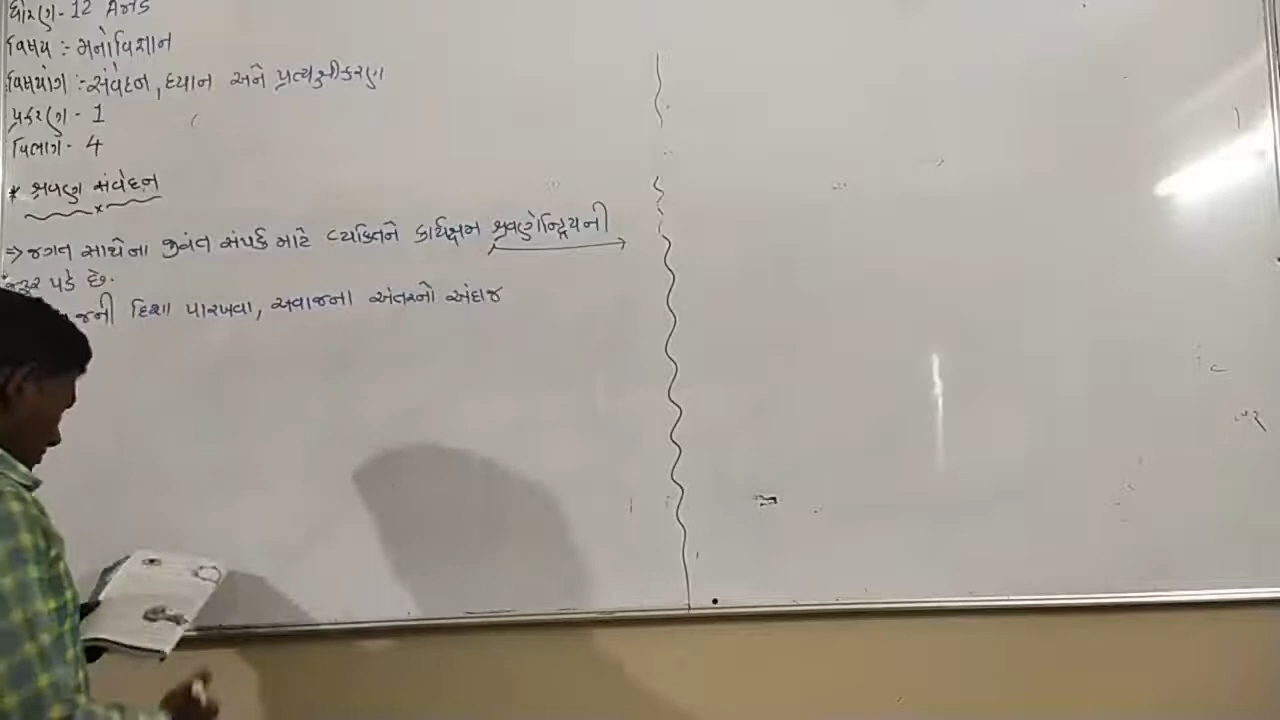 ધોરણ- 12 Arts
વિષય :- મનોવિજ્ઞાન
વિષયાંગ :- સંવેદન, ધ્યાન અને પ્રત્યક્ષીકરણ
પ્રકરણ - 1
વિભાગ - 4
* શ્રવણ સંવેદન
⇒ જગત સાથેના જીવંત સંપર્ક માટે વ્યક્તિને કાર્યક્ષમ શ્રવણેન્દ્રિયની
જરૂર પડે છે.
દિશા પારખવા, અવાજના અંતરનો અંદાજ